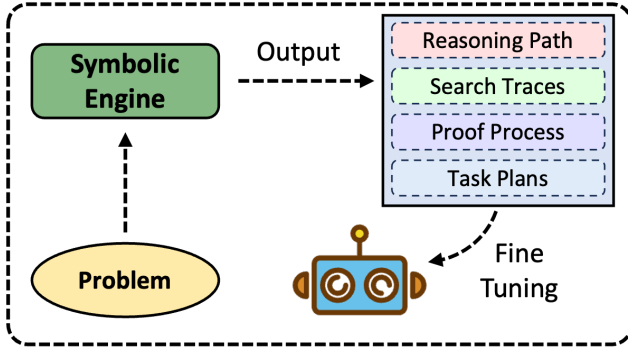 Symbolic
Engine
Output
Reasoning Path
Search Traces
Proof Process
Task Plans
Problem
Fine
Tuning